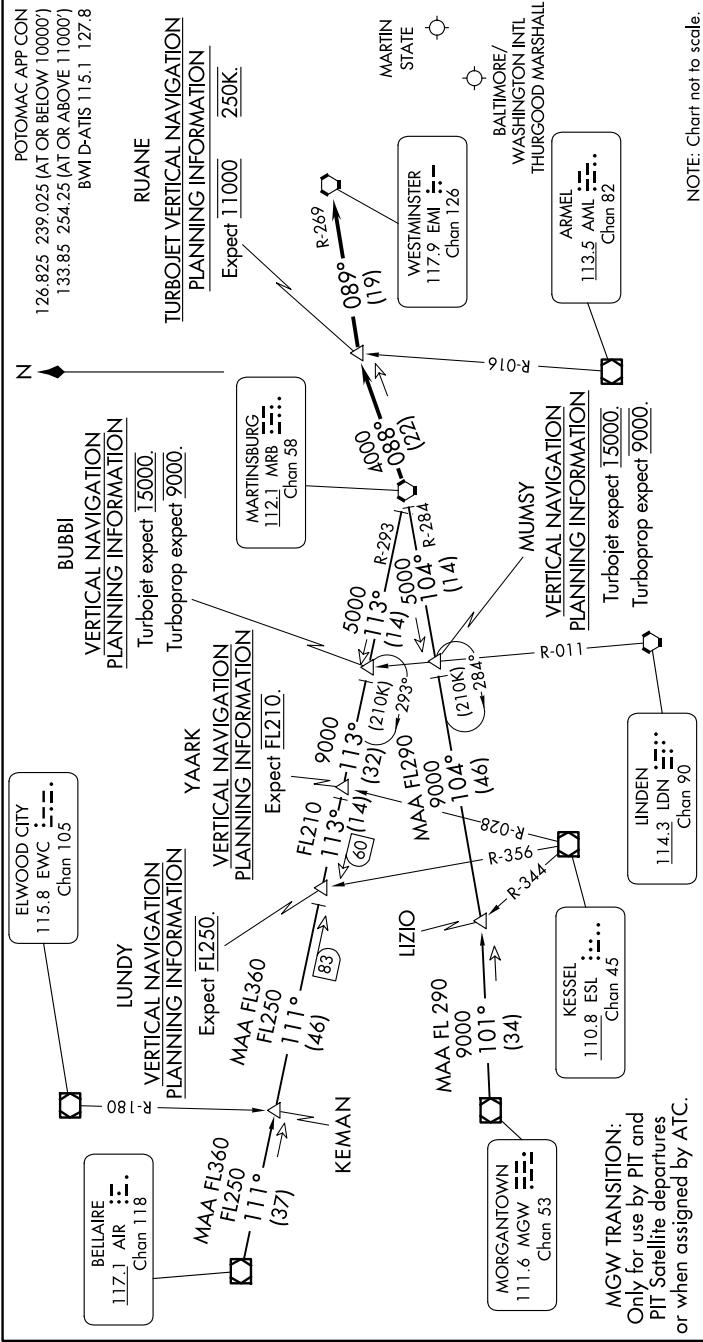 POTOMAC APP CON
126.825 239.025 (AT OR BELOW 10000')
133.85 254.25 (AT OR ABOVE 11000')
BWI D-ATIS 115.1 127.8
N
RUANE
TURBOJET VERTICAL NAVIGATION
PLANNING INFORMATION
Expect 11000 250K.
MARTIN
STATE
BALTIMORE/
WASHINGTON INTL
THURGOOD MARSHALL
R-269
089°
(19)
WESTMINSTER
117.9 EMI
Chan 126
ARMEL
113.5 AML
Chan 82
R-016
NOTE: Chart not to scale.
4000
088°
(22)
MARTINSBURG
112.1 MRB
Chan 58
BUBBI
VERTICAL NAVIGATION
PLANNING INFORMATION
Turbojet expect 15000.
Turboprop expect 9000.
R-293
R-284
5000
113°
(14)
5000
104°
(14)
MUMSY
VERTICAL NAVIGATION
PLANNING INFORMATION
Turbojet expect 15000.
Turboprop expect 9000.
R-011
LINDEN
114.3 LDN
Chan 90
(210K)
293°
(210K)
284°
YAARK
VERTICAL NAVIGATION
PLANNING INFORMATION
Expect FL210.
9000
113°
(32)
FL210
113°
(14)
60
MAA FL290
9000
104°
(46)
R-028
R-356
R-344
KESSEL
110.8 ESL
Chan 45
LIZIO
ELWOOD CITY
115.8 EWC
Chan 105
LUNDY
VERTICAL NAVIGATION
PLANNING INFORMATION
Expect FL250.
83
MAA FL360
FL250
111°
(46)
R-180
KEMAN
MAA FL 290
9000
101°
(34)
BELLAIRE
117.1 AIR
Chan 118
MAA FL360
FL250
111°
(37)
MORGANTOWN
111.6 MGW
Chan 53
MGW TRANSITION:
Only for use by PIT and
PIT Satellite departures
or when assigned by ATC.